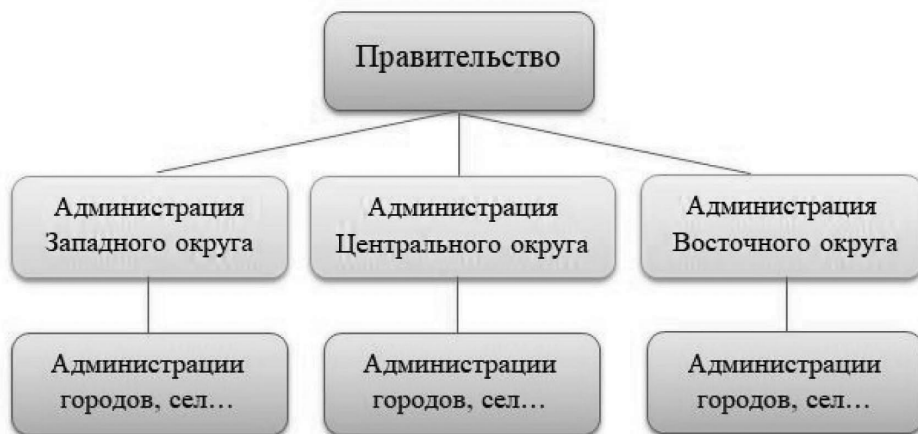 Правительство
Администрация
Западного округа
Администрация
Центрального округа
Администрация
Восточного округа
Администрации
городов, сел…
Администрации
городов, сел…
Администрации
городов, сел…